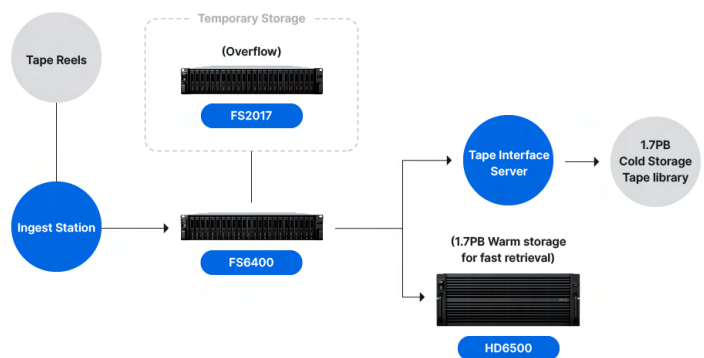 Temporary Storage
Tape Reels
(Overflow)
FS2017
Ingest Station
FS6400
Tape Interface
Server
1.7PB
Cold Storage
Tape library
(1.7PB Warm storage
for fast retrieval)
HD6500